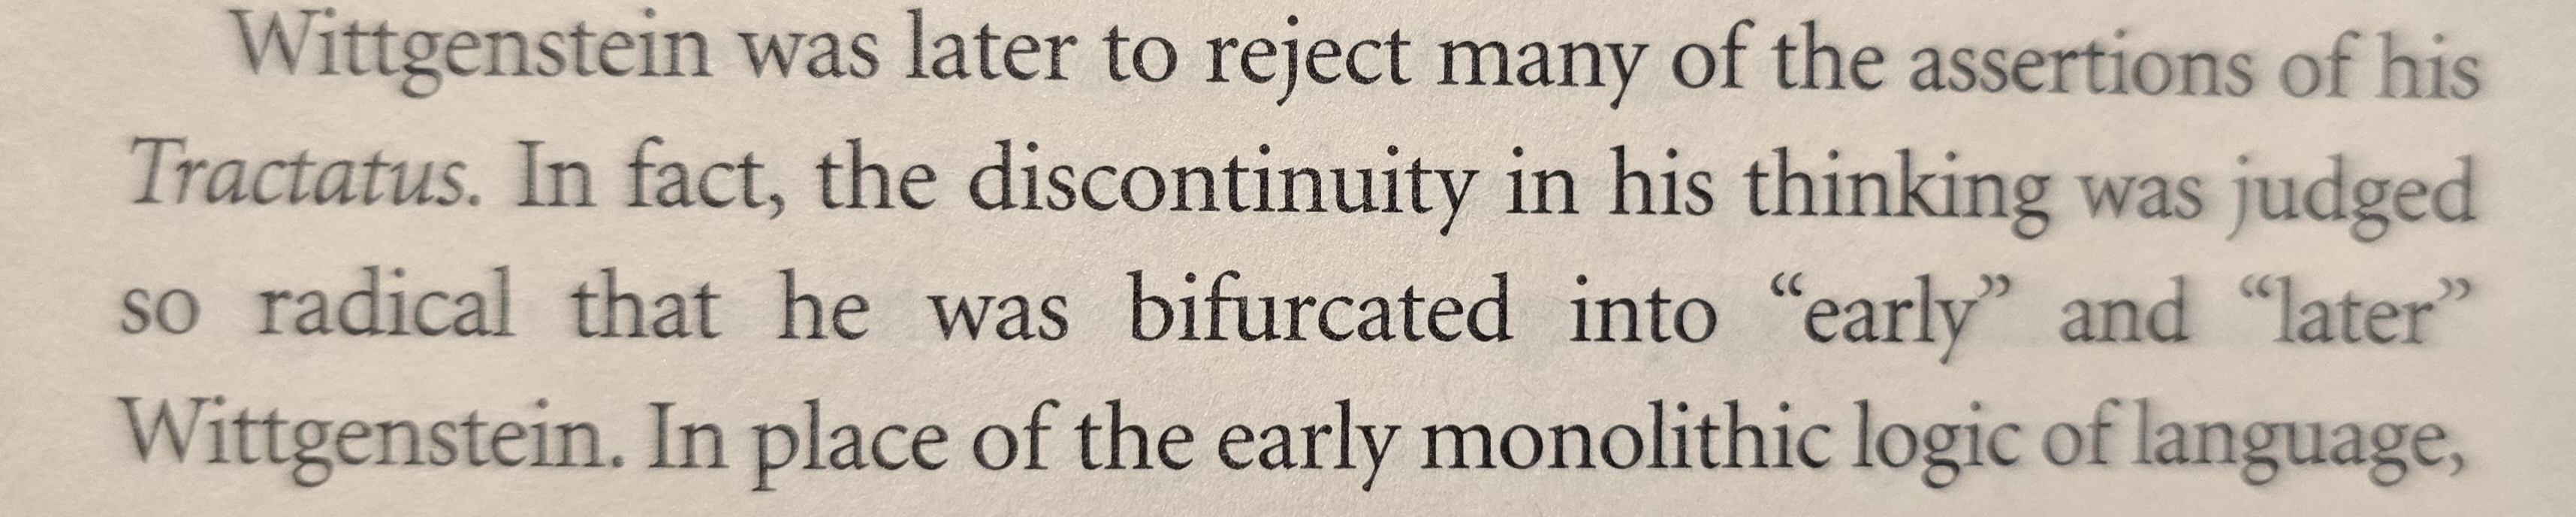 Wittgenstein was later to reject many of the assertions of his
Tractatus. In fact, the discontinuity in his thinking was judged
so radical that he was bifurcated into “early” and “later”
Wittgenstein. In place of the early monolithic logic of language,